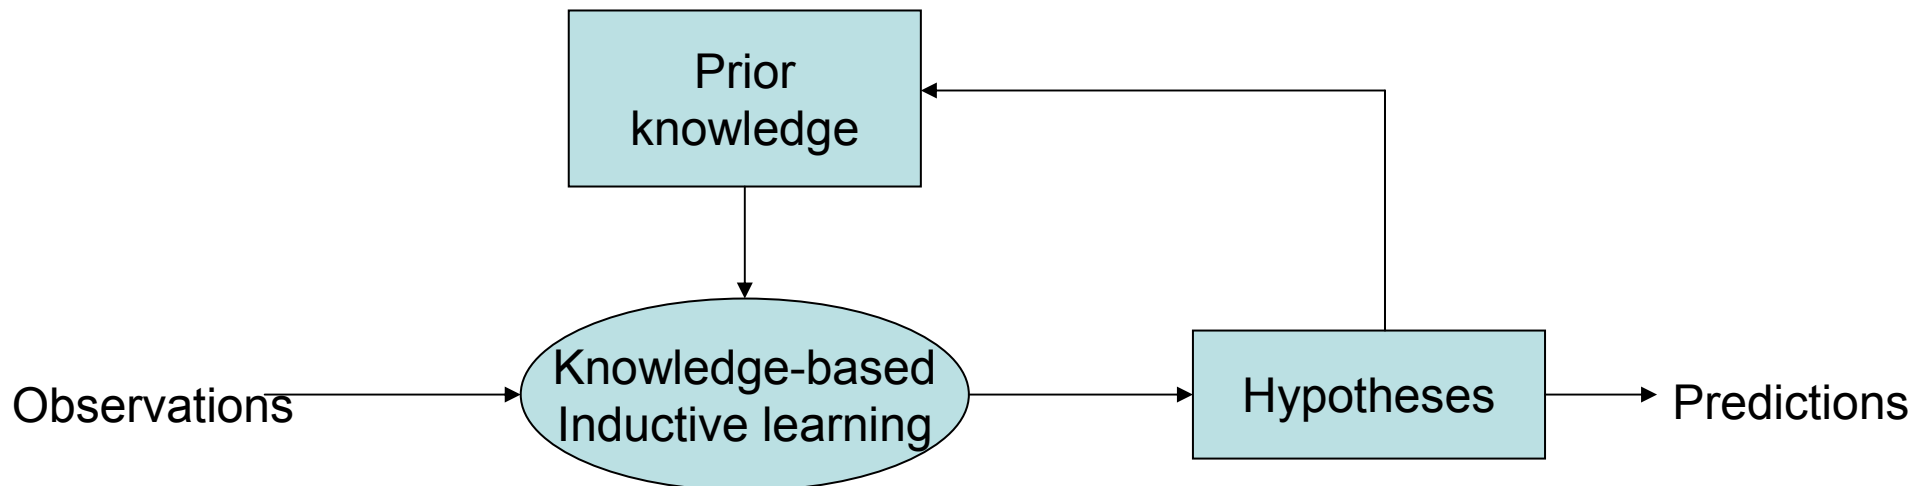 Prior
knowledge
Observations
Knowledge-based
Inductive learning
Hypotheses
Predictions